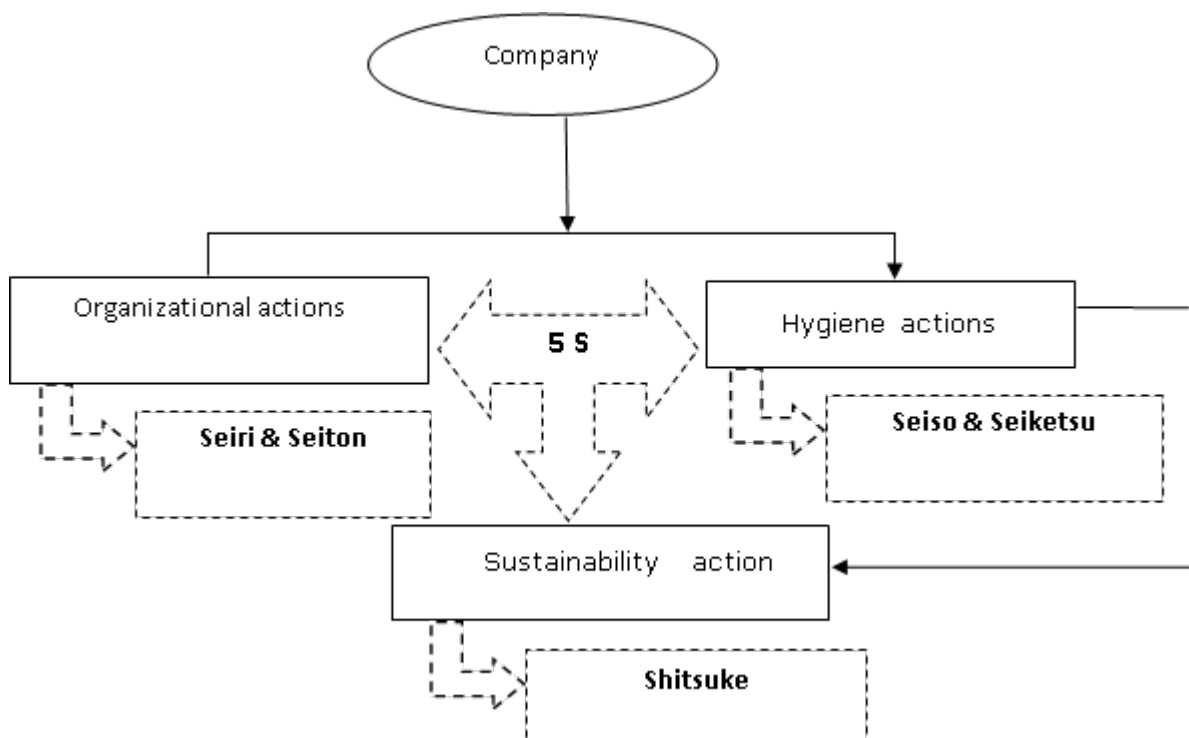 Company
Organizational actions
Hygiene actions
5 S
Seiri & Seiton
Seiso & Seiketsu
Sustainability action
Shitsuke